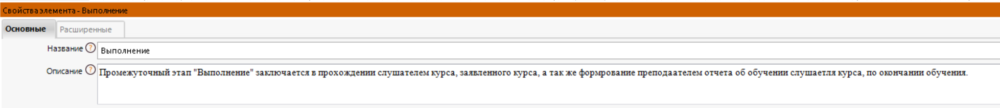 Свойства элемента - Выполнение
Основные Расширенные
Название ? Выполнение
Описание ? Промежуточный этап "Выполнение" заключается в прохождении слушателем курса, заявленного курса, а так же формрование преподаателем отчета об обучении слушаетля курса, по окончании обучения.